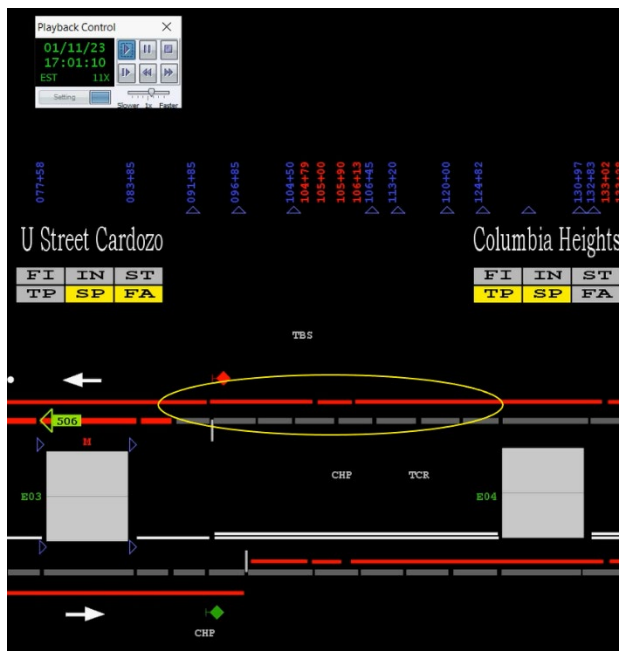 Playback Control
01/11/23
17:01:10
EST 11X
Setting
Slower 1x Faster
077+58
083+85
091+85
096+85
104+50
104+79
105+00
105+90
106+13
106+45
113+20
120+00
124+82
130+97
132+83
133+02
U Street Cardozo
Columbia Heights
FI IN ST
TP SP FA
FI IN ST
TP SP FA
TBS
506
M
CHP TCR
E03
E04
CHP